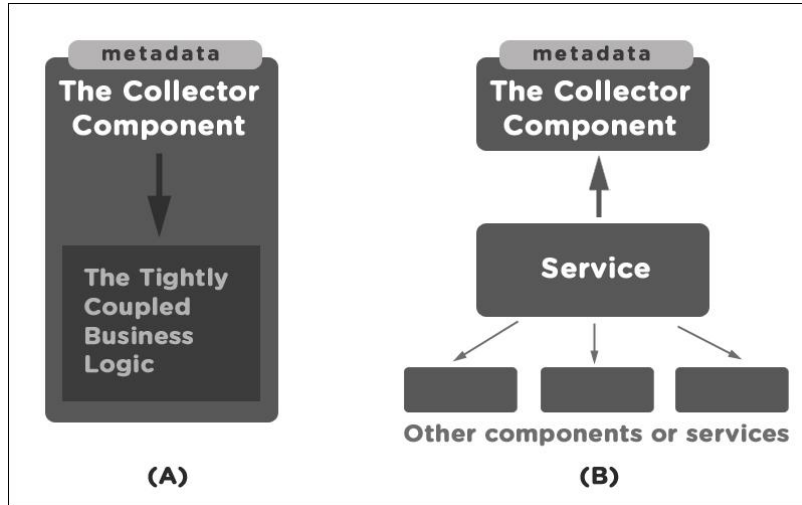 metadata
The Collector
Component
The Tightly
Coupled
Business
Logic
(A)
metadata
The Collector
Component
Service
Other components or services
(B)